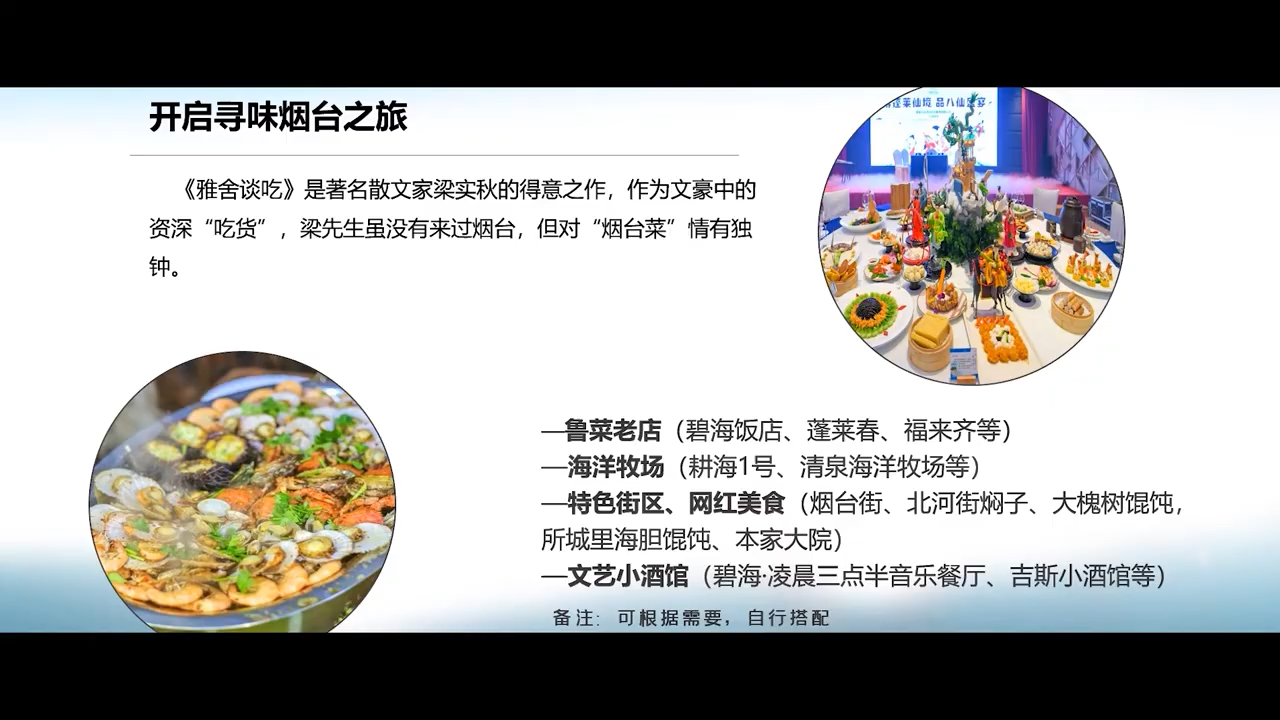 开启寻味烟台之旅
《雅舍谈吃》是著名散文家梁实秋的得意之作，作为文豪中的
资深“吃货”，梁先生虽没有来过烟台，但对“烟台菜”情有独
钟。
—鲁菜老店（碧海饭店、蓬莱春、福来齐等）
—海洋牧场（耕海1号、清泉海洋牧场等）
—特色街区、网红美食（烟台街、北河街焖子、大槐树馄饨，
所城里海胆馄饨、本家大院）
—文艺小酒馆（碧海·凌晨三点半音乐餐厅、吉斯小酒馆等）
备注：可根据需要，自行搭配